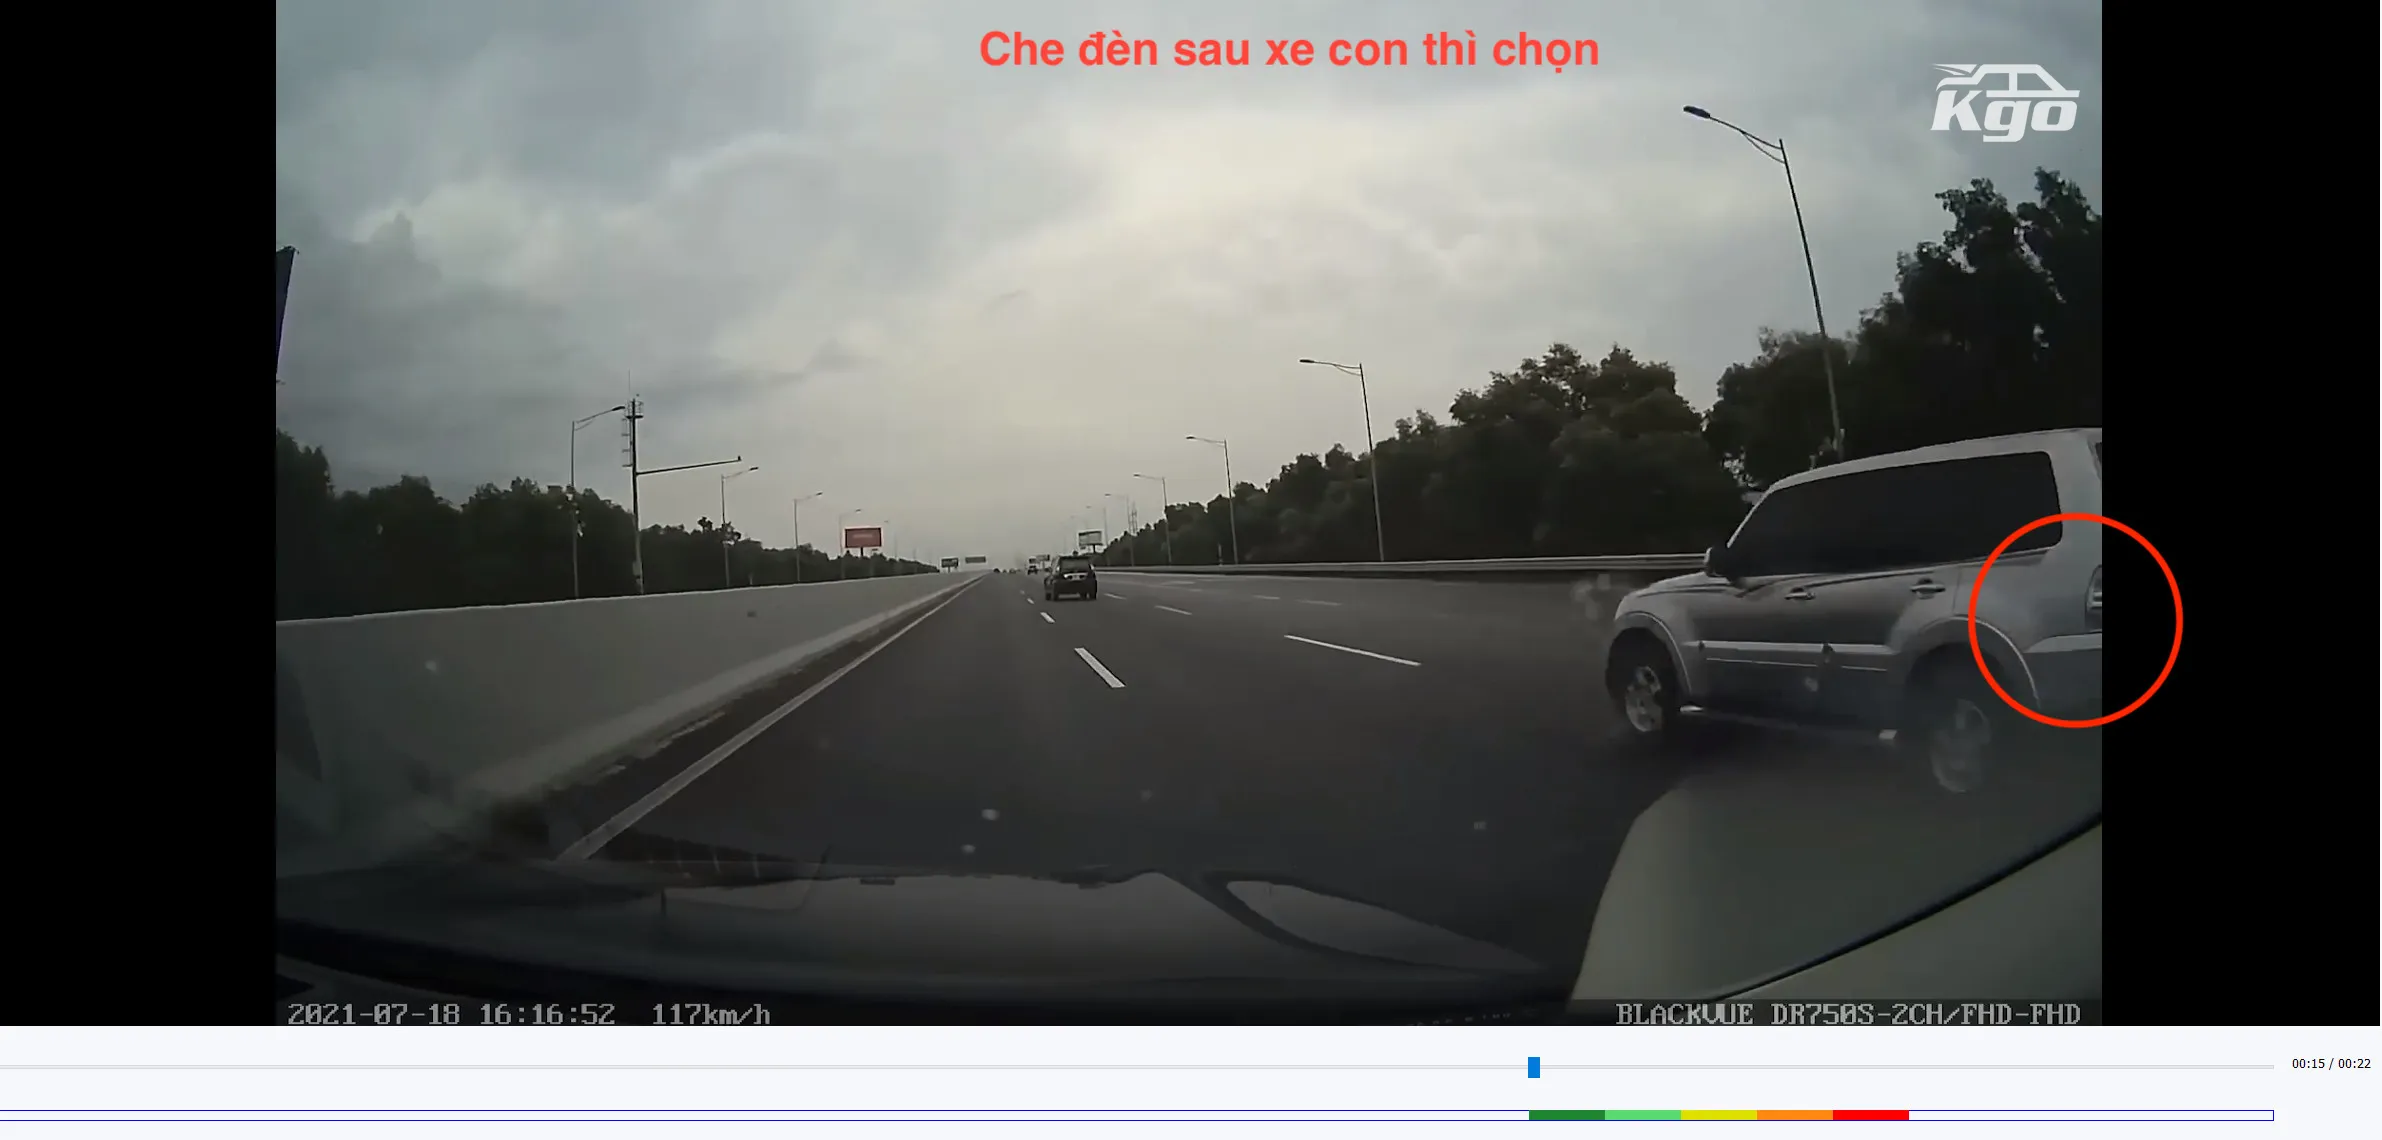 Che đèn sau xe con thì chọn
Kgo
2021-07-18 16:16:52 117km/h
BLACKVUE DR750S-2CH/FHD-FHD
00:15 / 00:22